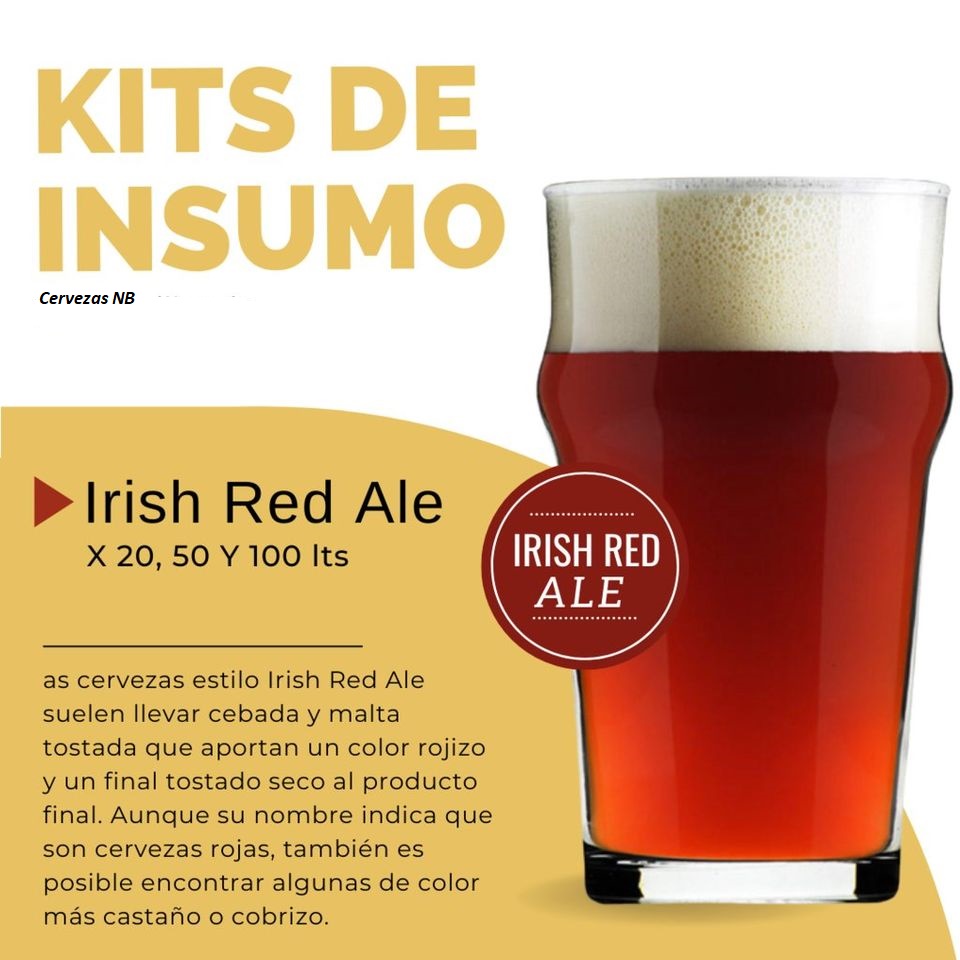 KITS DE
INSUMO
Cervezas NB
Irish Red Ale
X 20, 50 Y 100 lts
IRISH RED
ALE
as cervezas estilo Irish Red Ale
suelen llevar cebada y malta
tostada que aportan un color rojizo
y un final tostado seco al producto
final. Aunque su nombre indica que
son cervezas rojas, también es
posible encontrar algunas de color
más castaño o cobrizo.